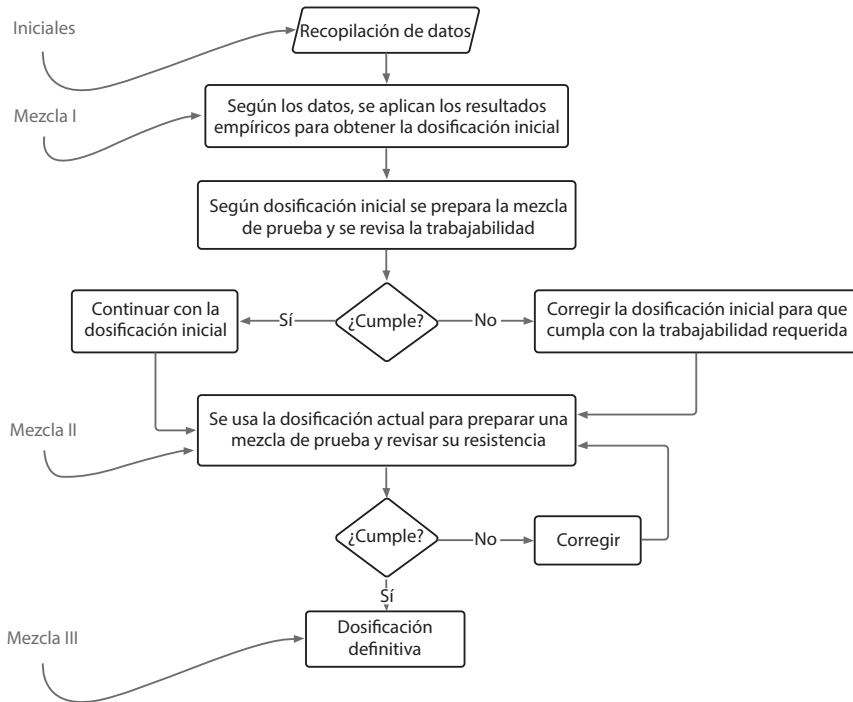 Iniciales
Recopilación de datos
Mezcla I
Según los datos, se aplican los resultados
empíricos para obtener la dosificación inicial
Según dosificación inicial se prepara la mezcla
de prueba y se revisa la trabajabilidad
Continuar con la
dosificación inicial
Sí
¿Cumple?
No
Corregir la dosificación inicial para que
cumpla con la trabajabilidad requerida
Mezcla II
Se usa la dosificación actual para preparar una
mezcla de prueba y revisar su resistencia
¿Cumple?
No
Corregir
Sí
Mezcla III
Dosificación
definitiva